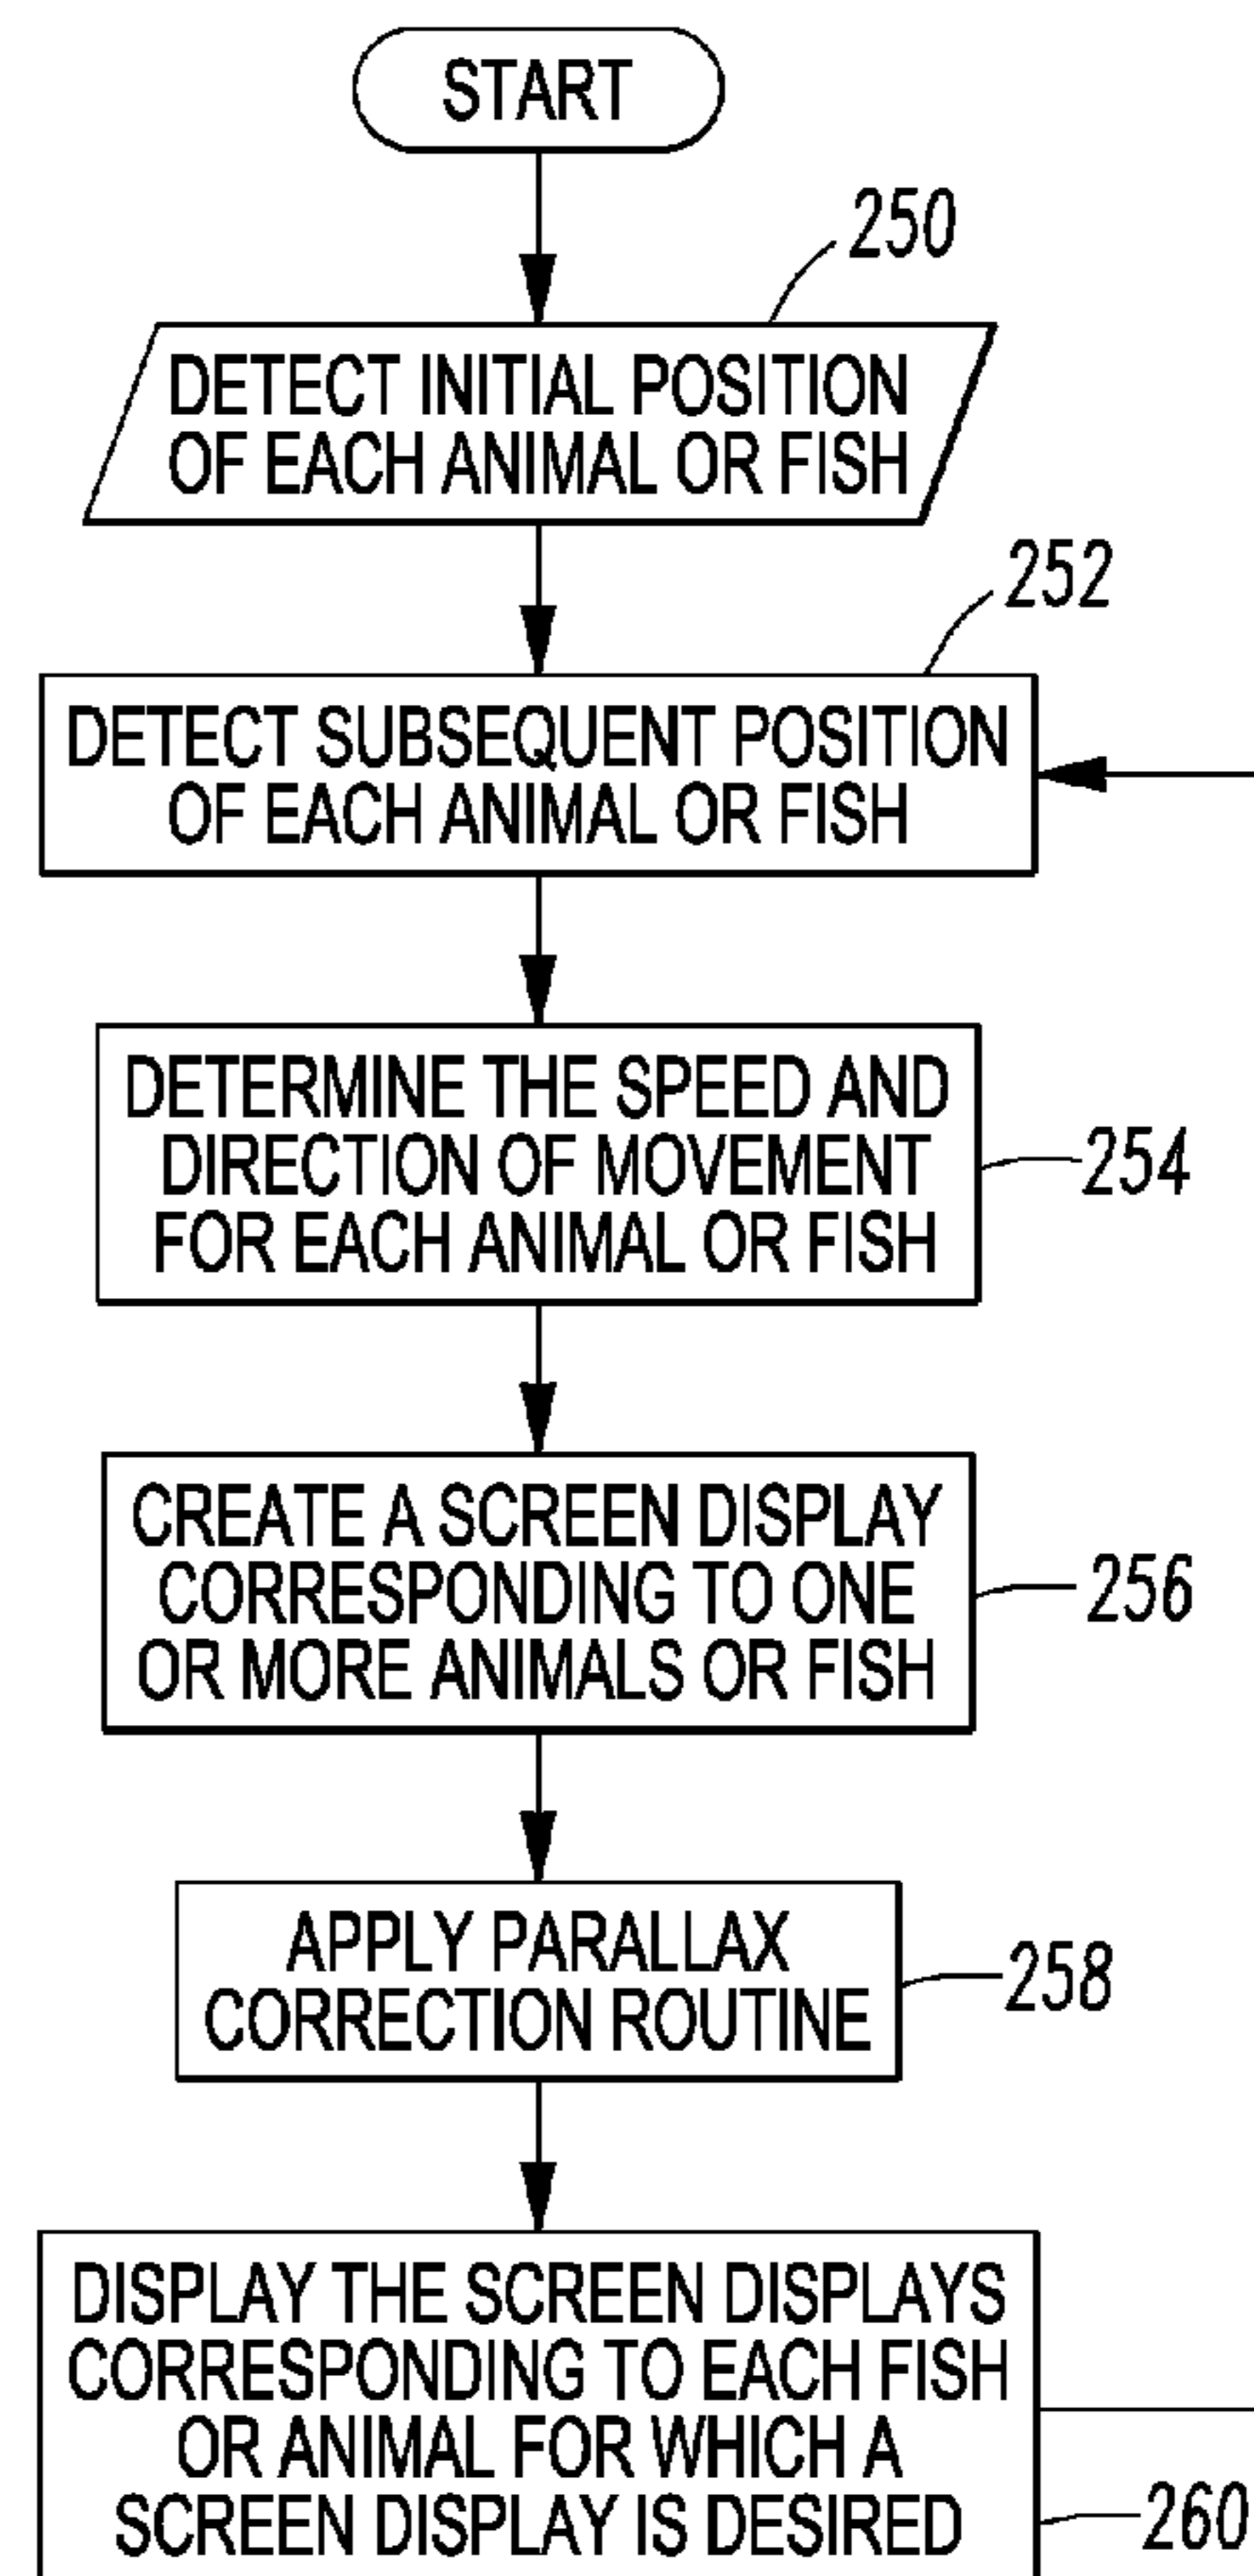 START
250
DETECT INITIAL POSITION
OF EACH ANIMAL OR FISH
252
DETECT SUBSEQUENT POSITION
OF EACH ANIMAL OR FISH
DETERMINE THE SPEED AND
DIRECTION OF MOVEMENT
FOR EACH ANIMAL OR FISH
254
CREATE A SCREEN DISPLAY
CORRESPONDING TO ONE
OR MORE ANIMALS OR FISH
256
APPLY PARALLAX
CORRECTION ROUTINE
258
DISPLAY THE SCREEN DISPLAYS
CORRESPONDING TO EACH FISH
OR ANIMAL FOR WHICH A
SCREEN DISPLAY IS DESIRED
260